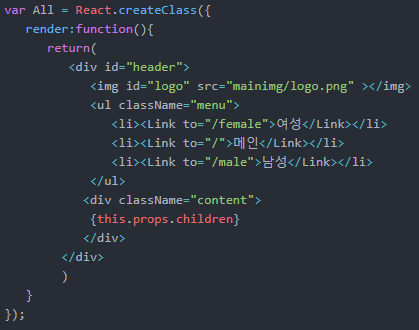 var All = React.createClass({
render:function(){
return(
<div id="header">
<img id="logo" src="mainimg/logo.png" ></img>
<ul className="menu">
<li><Link to="/female">여성</Link></li>
<li><Link to="/">메인</Link></li>
<li><Link to="/male">남성</Link></li>
</ul>
<div className="content">
{this.props.children}
</div>
</div>
)
}
});